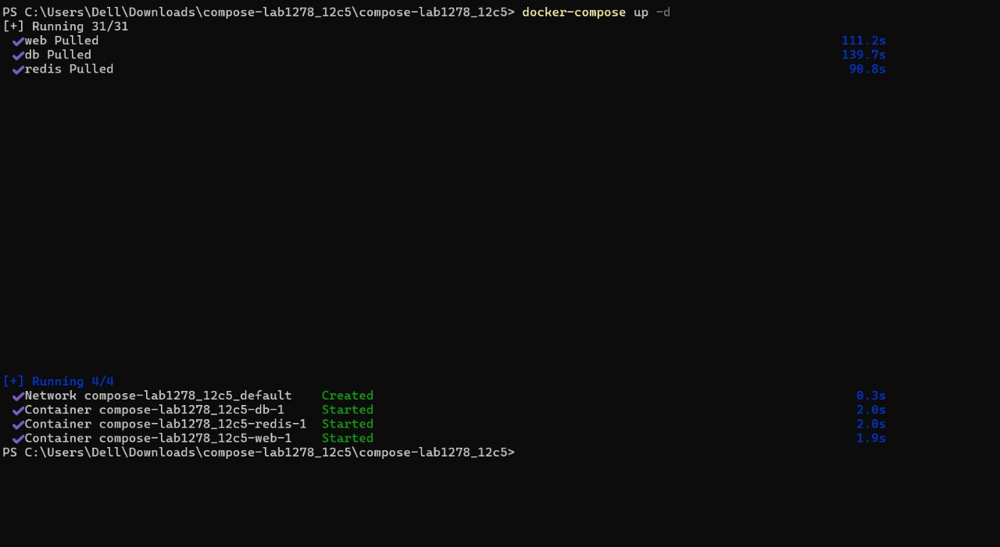 PS C:\Users\Dell\Downloads\compose-lab1278_12c5\compose-lab1278_12c5> docker-compose up -d
[+] Running 31/31
✔web Pulled 111.2s
✔db Pulled 139.7s
✔redis Pulled 90.8s
[+] Running 4/4
✔Network compose-lab1278_12c5_default Created 0.3s
✔Container compose-lab1278_12c5-db-1 Started 2.0s
✔Container compose-lab1278_12c5-redis-1 Started 2.0s
✔Container compose-lab1278_12c5-web-1 Started 1.9s
PS C:\Users\Dell\Downloads\compose-lab1278_12c5\compose-lab1278_12c5>